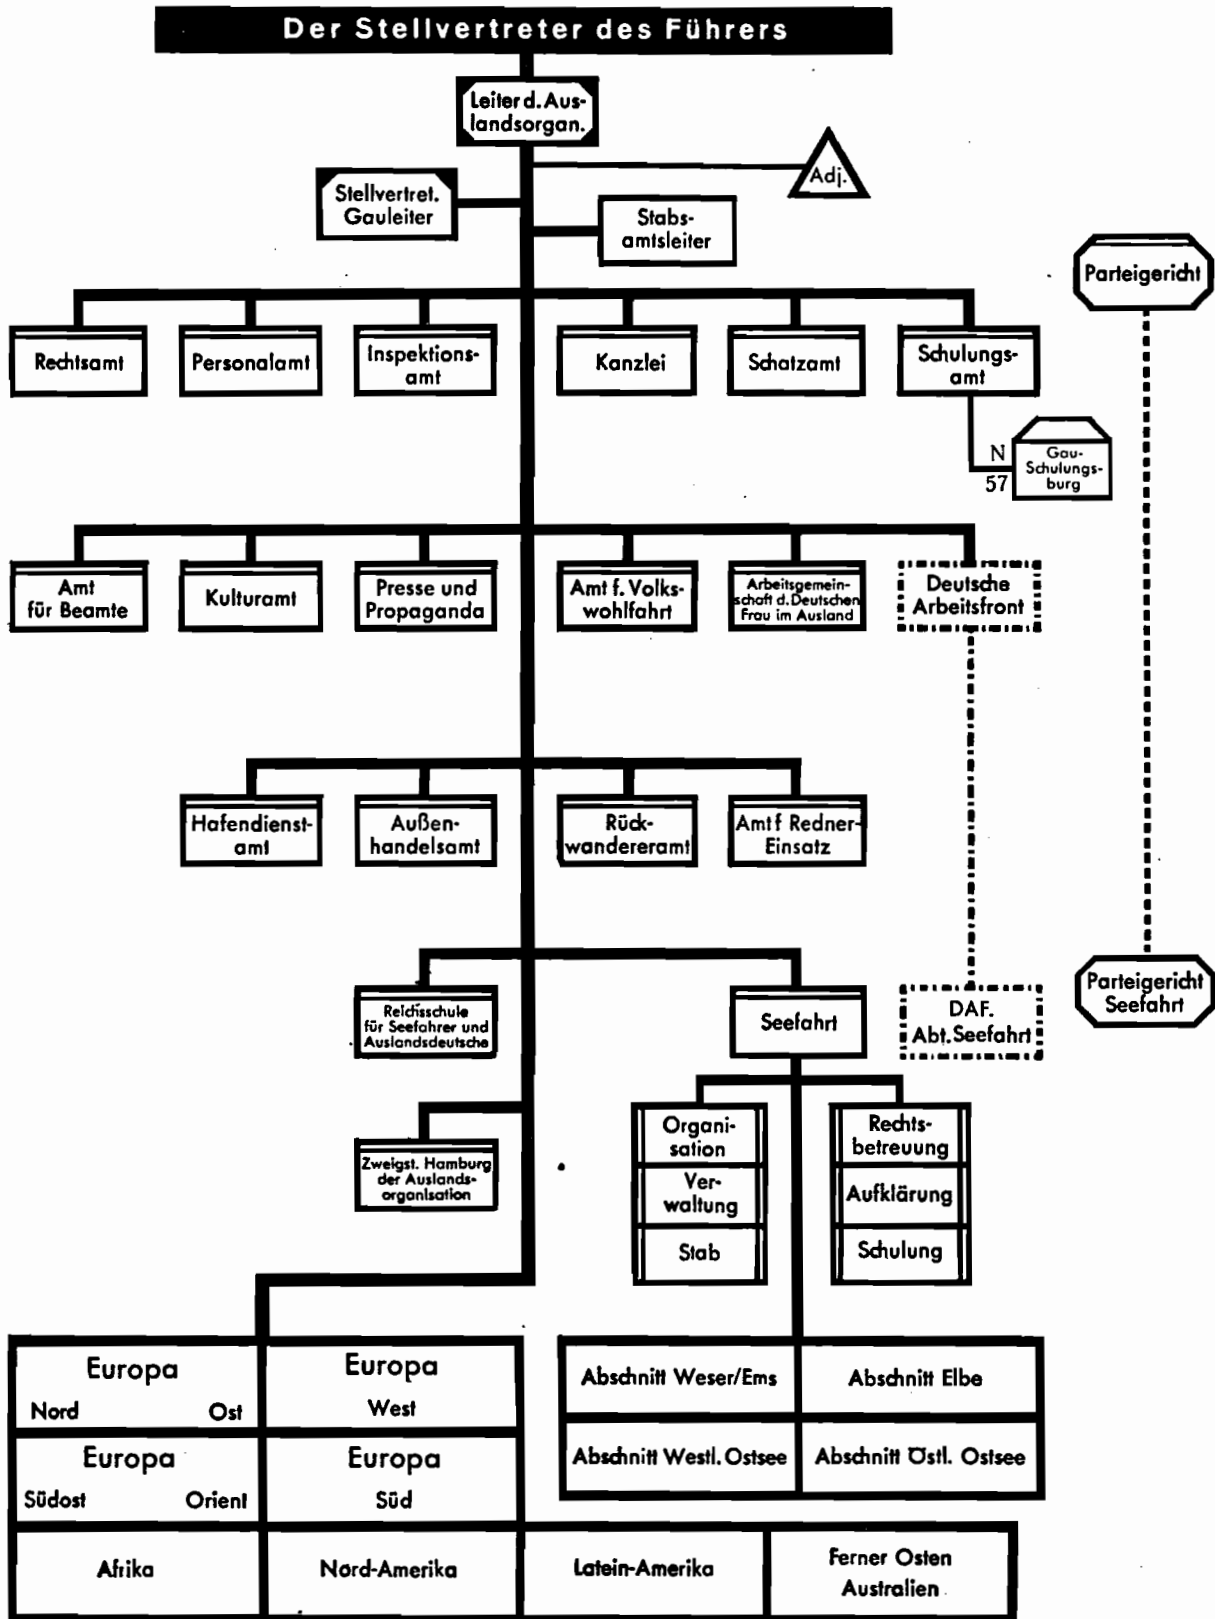 Der Stellvertreter des Führers
Leiter d. Aus-
landsorgan.
Adj.
Stellvertret.
Gauleiter
Stabs-
amtsleiter
Parteigericht
Rechtsamt
Personalamt
Inspektions-
amt
Kanzlei
Schatzamt
Schulungs-
amt
N
57
Gau-
Schulungs-
burg
Amt
für Beamte
Kulturamt
Presse und
Propaganda
Amt f. Volks-
wohlfahrt
Arbeitsgemein-
schaft d. Deutschen
Frau im Ausland
Deutsche
Arbeitsfront
Hafendienst-
amt
Außen-
handelsamt
Rück-
wandereramt
Amt f Redner-
Einsatz
Reichsschule
für Seefahrer und
Auslandsdeutsche
Seefahrt
DAF.
Abt. Seefahrt
Parteigericht
Seefahrt
Zweigst. Hamburg
der Auslands-
organisation
Organi-
sation
Ver-
waltung
Stab
Rechts-
betreuung
Aufklärung
Schulung
Europa
Nord Ost
Europa
West
Europa
Südost Orient
Europa
Süd
Afrika
Nord-Amerika
Latein-Amerika
Ferner Osten
Australien
Abschnitt Weser/Ems
Abschnitt Elbe
Abschnitt Westl. Ostsee
Abschnitt Östl. Ostsee